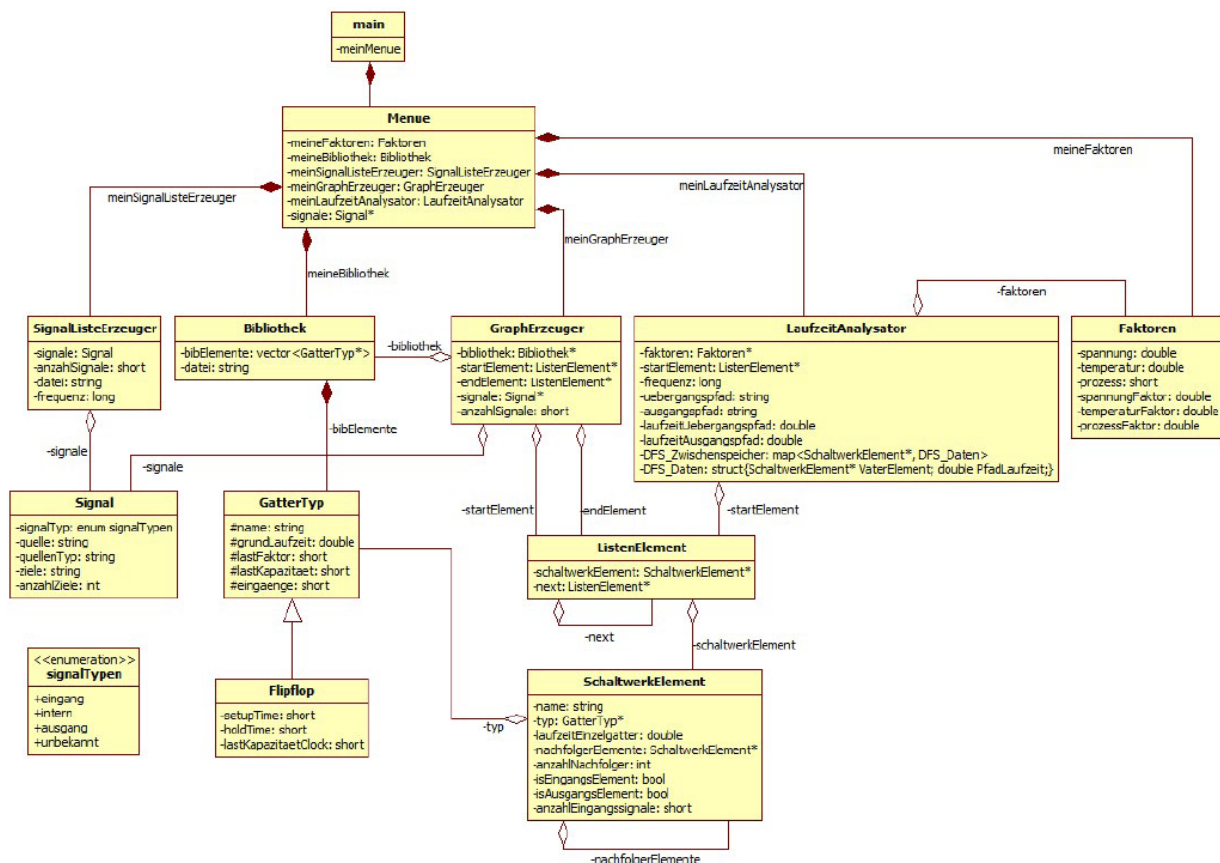 main
-meinMenue
Menue
-meineFaktoren: Faktoren
-meineBibliothek: Bibliothek
-meinSignalListeErzeuger: SignalListeErzeuger
-meinGraphErzeuger: GraphErzeuger
-meinLaufzeitAnalysator: LaufzeitAnalysator
-signale: Signal*
meineFaktoren
meinLaufzeitAnalysator
meinSignalListeErzeuger
meinGraphErzeuger
meineBibliothek
-faktoren
SignalListeErzeuger
-signale: Signal
-anzahlSignale: short
-datei: string
-frequenz: long
Bibliothek
-bibElemente: vector<GatterTyp*>
-datei: string
-bibliothek
GraphErzeuger
-bibliothek: Bibliothek*
-startElement: ListenElement*
-endElement: ListenElement*
-signale: Signal*
-anzahlSignale: short
LaufzeitAnalysator
-faktoren: Faktoren*
-startElement: ListenElement*
-frequenz: long
-uebergangspfad: string
-ausgangspfad: string
-laufzeitUebergangspfad: double
-laufzeitAusgangspfad: double
-DFS_Zwischenspeicher: map<SchaltwerkElement*, DFS_Daten>
-DFS_Daten: struct{SchaltwerkElement* VaterElement; double PfadLaufzeit;}
Faktoren
-spannung: double
-temperatur: double
-prozess: short
-spannungFaktor: double
-temperaturFaktor: double
-prozessFaktor: double
-bibElemente
-signale
-signale
-startElement
-endElement
-startElement
Signal
-signalTyp: enum signalTypen
-quelle: string
-quellenTyp: string
-ziele: string
-anzahlZiele: int
GatterTyp
#name: string
#grundLaufzeit: double
#lastFaktor: short
#lastKapazitaet: short
#eingaenge: short
ListenElement
-schaltwerkElement: SchaltwerkElement*
-next: ListenElement*
-next
-schaltwerkElement
<<enumeration>>
signalTypen
+eingang
+intern
+ausgang
+unbekannt
Flipflop
-setupTime: short
-holdTime: short
-lastKapazitaetClock: short
-typ
SchaltwerkElement
-name: string
-typ: GatterTyp*
-laufzeitEinzelgatter: double
-nachfolgerElemente: SchaltwerkElement*
-anzahlNachfolger: int
-isEingangsElement: bool
-isAusgangsElement: bool
-anzahlEingangssignale: short
-nachfolgerElemente